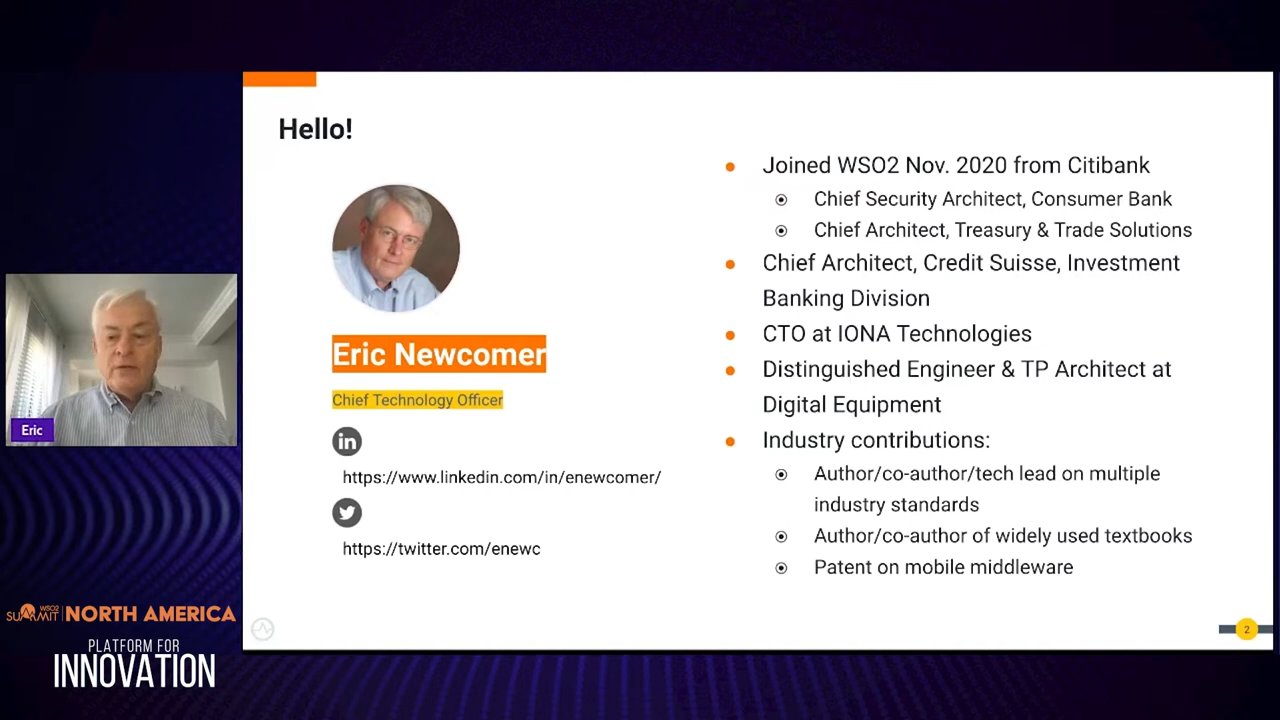 Hello!
Eric Newcomer
Chief Technology Officer
in
https://www.linkedin.com/in/enewcomer/
https://twitter.com/enewc
Joined WSO2 Nov. 2020 from Citibank
Chief Security Architect, Consumer Bank
Chief Architect, Treasury & Trade Solutions
Chief Architect, Credit Suisse, Investment
Banking Division
CTO at IONA Technologies
Distinguished Engineer & TP Architect at
Digital Equipment
Industry contributions:
Author/co-author/tech lead on multiple
industry standards
Author/co-author of widely used textbooks
Patent on mobile middleware
2
Eric
WSO2
SUMMIT NORTH AMERICA
PLATFORM FOR
INNOVATION